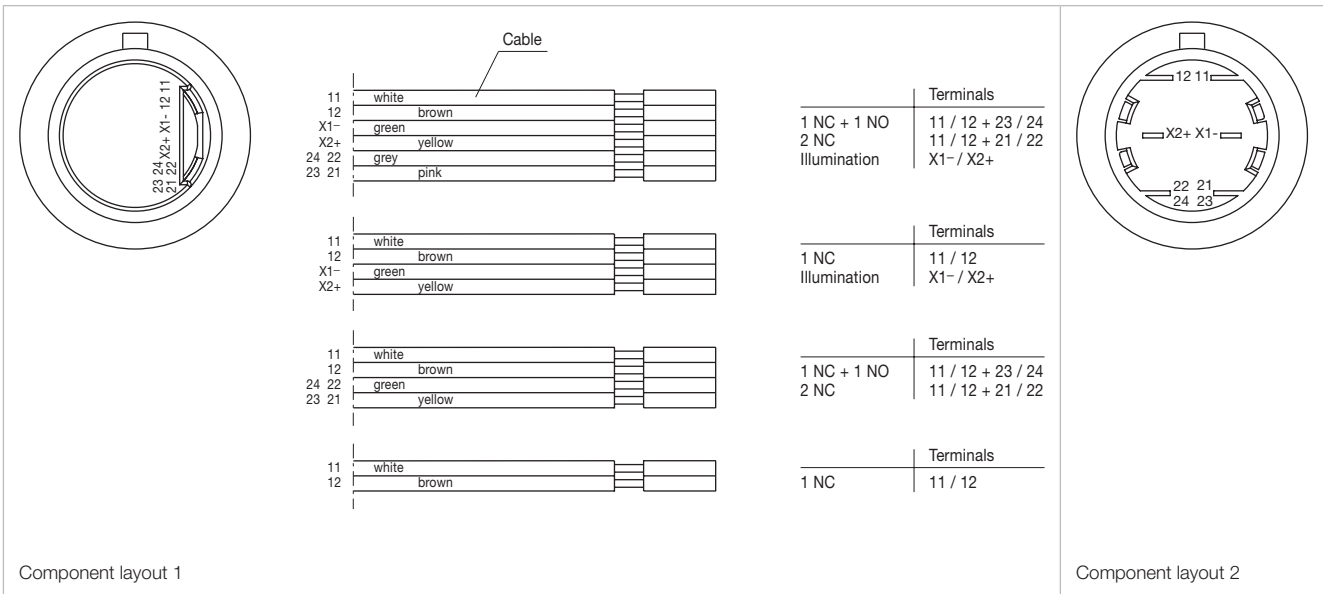 23 24 X2+ X1- 12 11
21 22
Cable
11 white
12 brown
X1− green
X2+ yellow
24 22 grey
23 21 pink
Terminals
1 NC + 1 NO 11 / 12 + 23 / 24
2 NC 11 / 12 + 21 / 22
Illumination X1− / X2+
11 white
12 brown
X1− green
X2+ yellow
Terminals
1 NC 11 / 12
Illumination X1− / X2+
11 white
12 brown
24 22 green
23 21 yellow
Terminals
1 NC + 1 NO 11 / 12 + 23 / 24
2 NC 11 / 12 + 21 / 22
11 white
12 brown
Terminals
1 NC 11 / 12
Component layout 1
12 11
X2+ X1-
22 21
24 23
Component layout 2